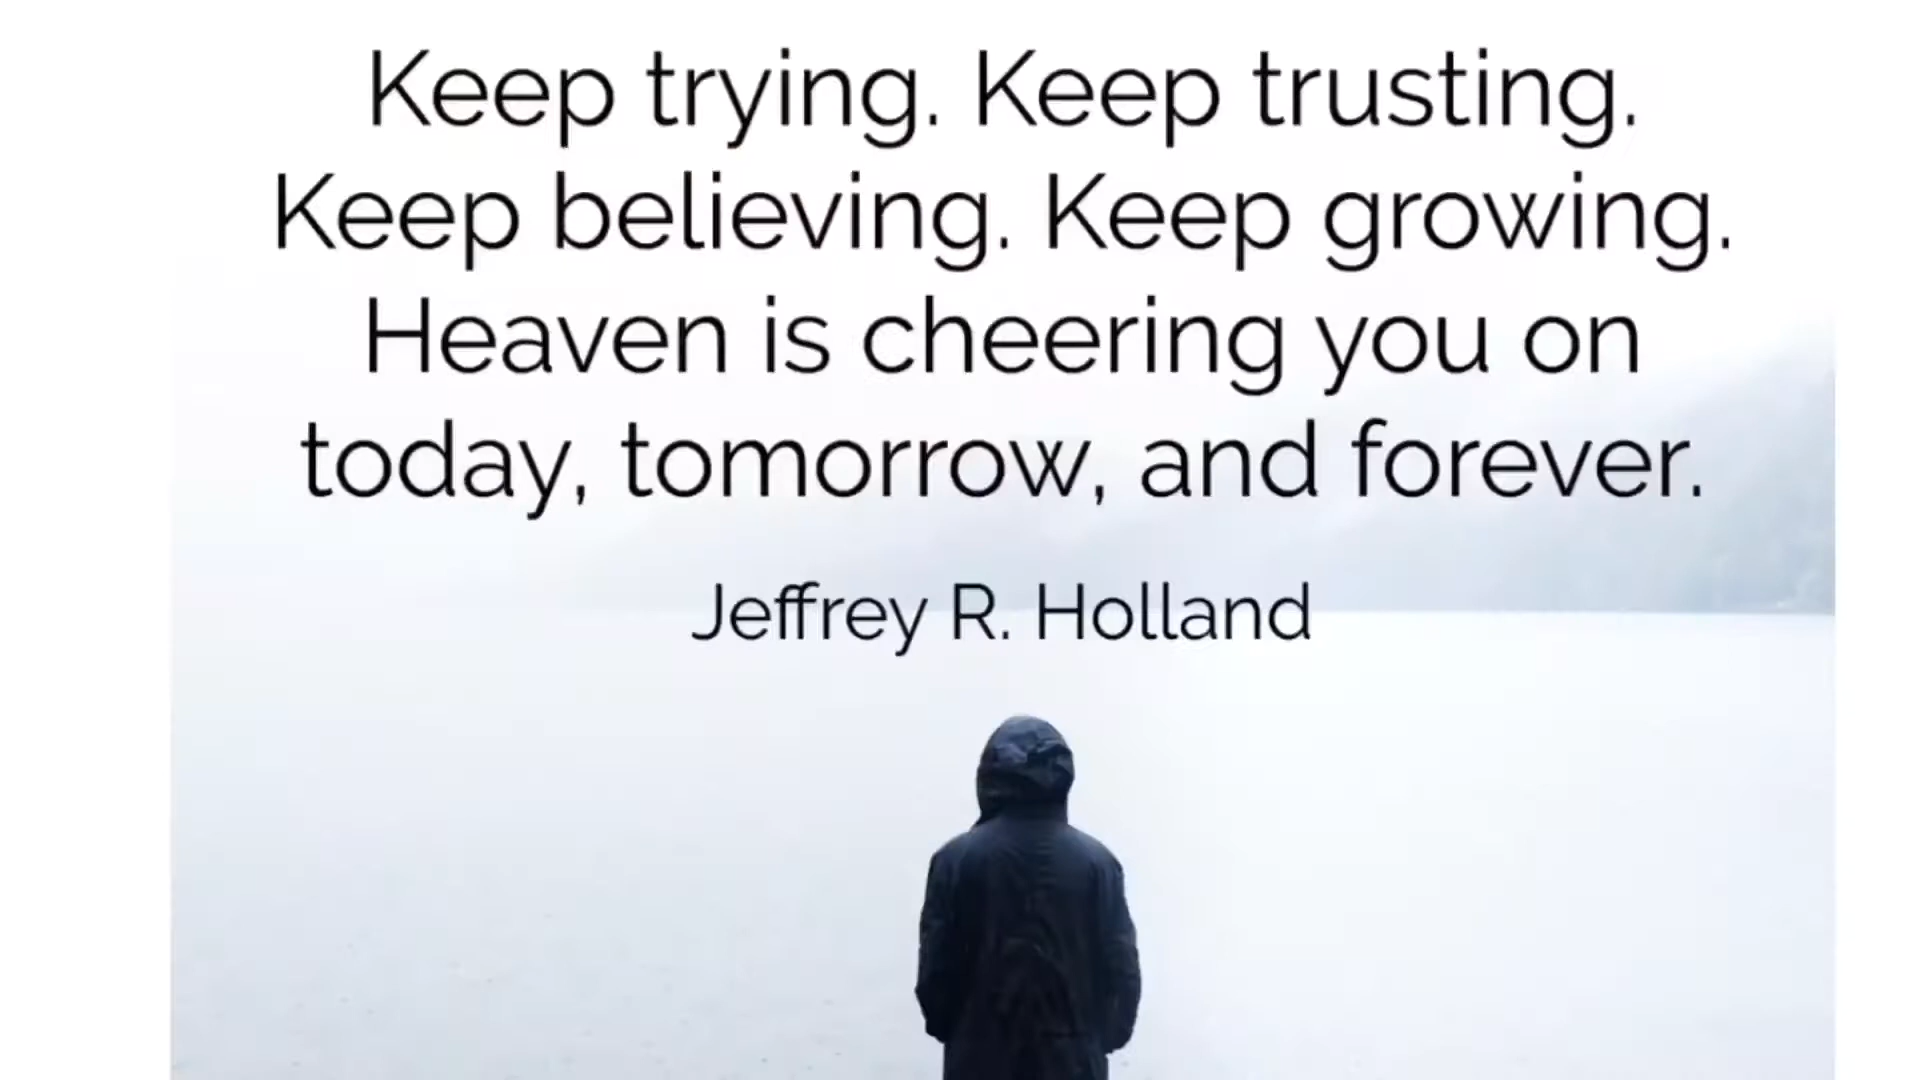 Keep trying. Keep trusting.
Keep believing. Keep growing.
Heaven is cheering you on
today, tomorrow, and forever.
Jeffrey R. Holland